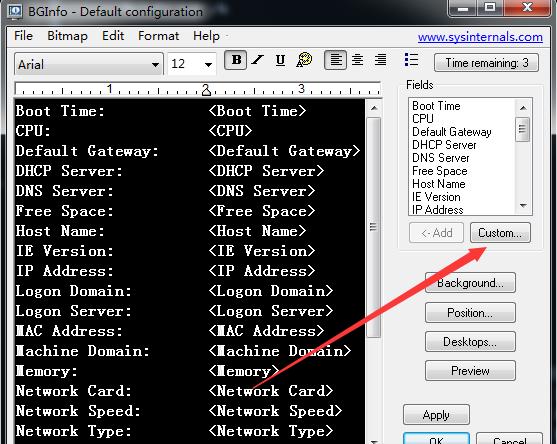 BGInfo - Default configuration
File Bitmap Edit Format Help
www.sysinternals.com
Arial 12 B I U
Time remaining: 3
1 2 3
Boot Time: <Boot Time>
CPU: <CPU>
Default Gateway: <Default Gateway>
DHCP Server: <DHCP Server>
DNS Server: <DNS Server>
Free Space: <Free Space>
Host Name: <Host Name>
IE Version: <IE Version>
IP Address: <IP Address>
Logon Domain: <Logon Domain>
Logon Server: <Logon Server>
MAC Address: <MAC Address>
Machine Domain: <Machine Domain>
Memory: <Memory>
Network Card: <Network Card>
Network Speed: <Network Speed>
Network Type: <Network Type>
Fields
Boot Time
CPU
Default Gateway
DHCP Server
DNS Server
Free Space
Host Name
IE Version
IP Address
<- Add
Custom...
Background...
Position...
Desktops...
Preview
Apply
OK
Cancel